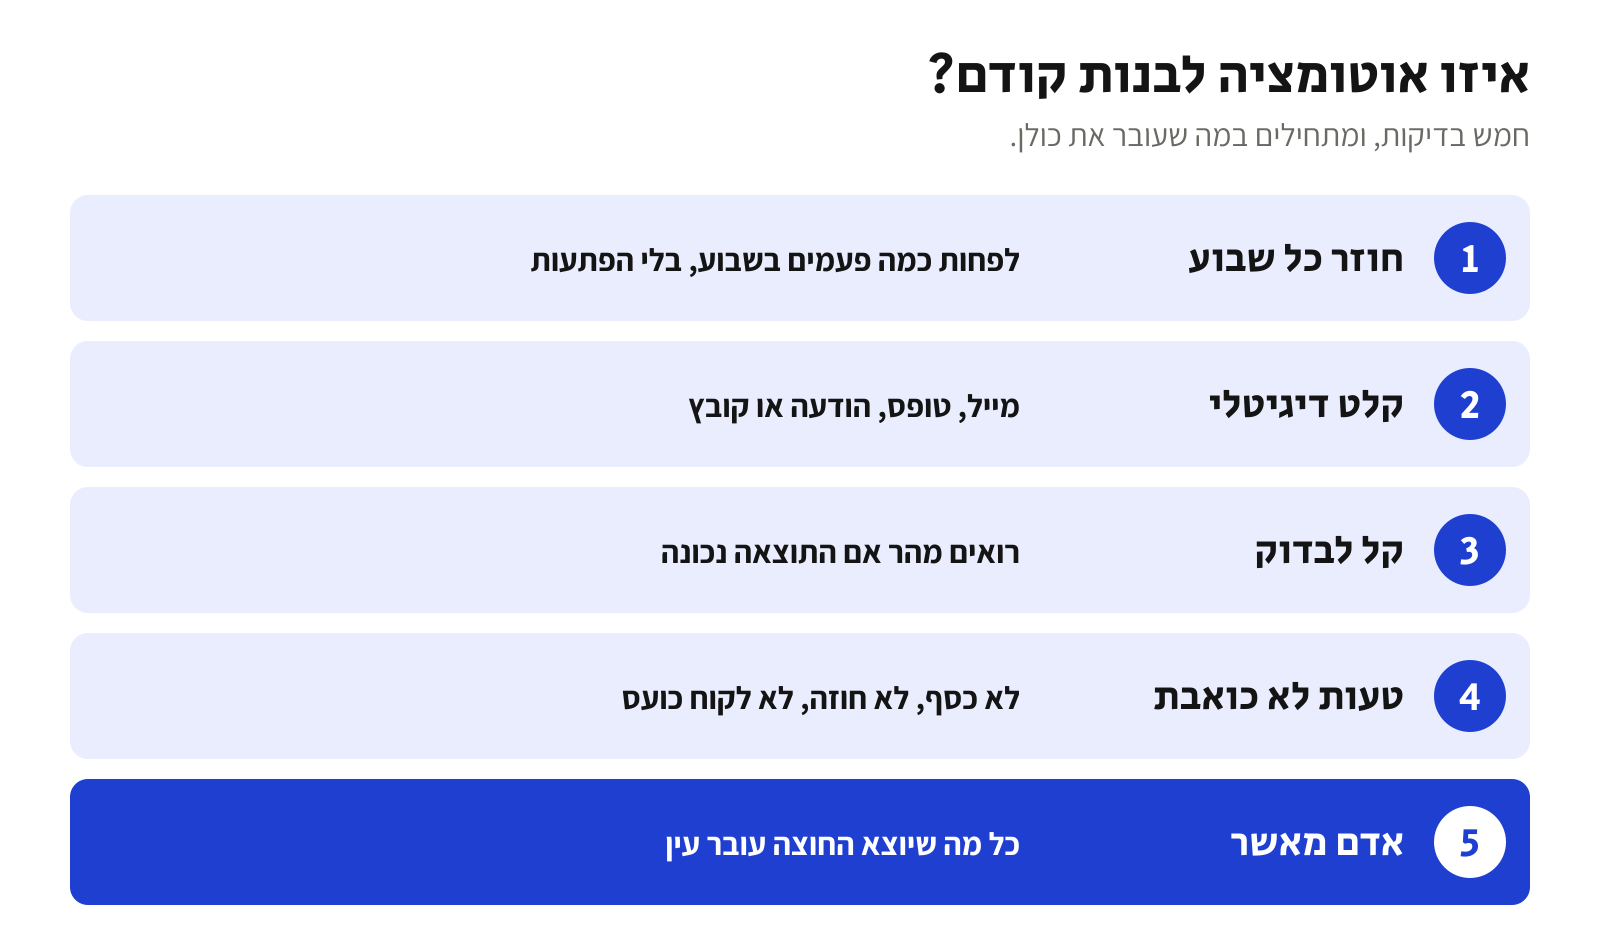 איזו אוטומציה לבנות קודם?
חמש בדיקות, ומתחילים במה שעובר את כולן.
1 חוזר כל שבוע לפחות כמה פעמים בשבוע, בלי הפתעות
2 קלט דיגיטלי מייל, טופס, הודעה או קובץ
3 קל לבדוק רואים מהר אם התוצאה נכונה
4 טעות לא כואבת לא כסף, לא חוזה, לא לקוח כועס
5 אדם מאשר כל מה שיוצא החוצה עובר עין